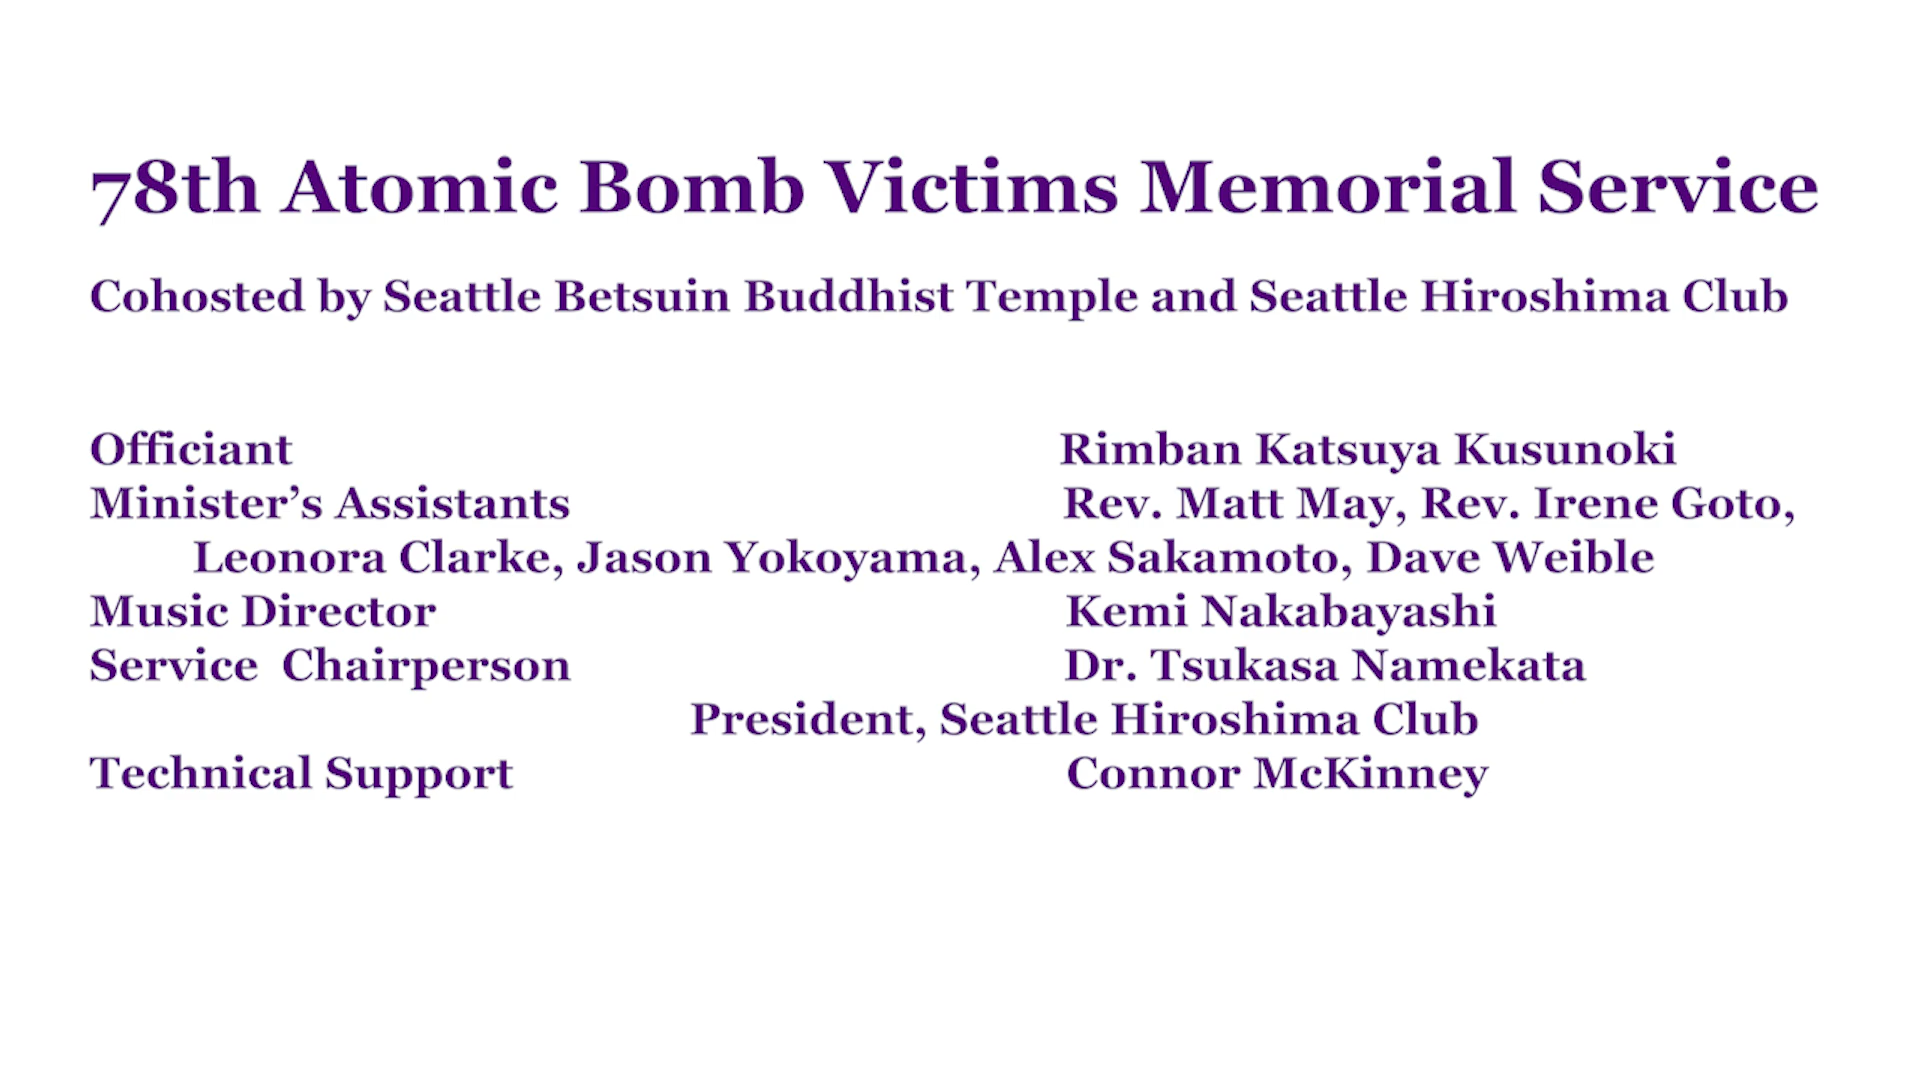 78th Atomic Bomb Victims Memorial Service
Cohosted by Seattle Betsuin Buddhist Temple and Seattle Hiroshima Club
Officiant Rimban Katsuya Kusunoki
Minister’s Assistants Rev. Matt May, Rev. Irene Goto,
Leonora Clarke, Jason Yokoyama, Alex Sakamoto, Dave Weible
Music Director Kemi Nakabayashi
Service Chairperson Dr. Tsukasa Namekata
President, Seattle Hiroshima Club
Technical Support Connor McKinney